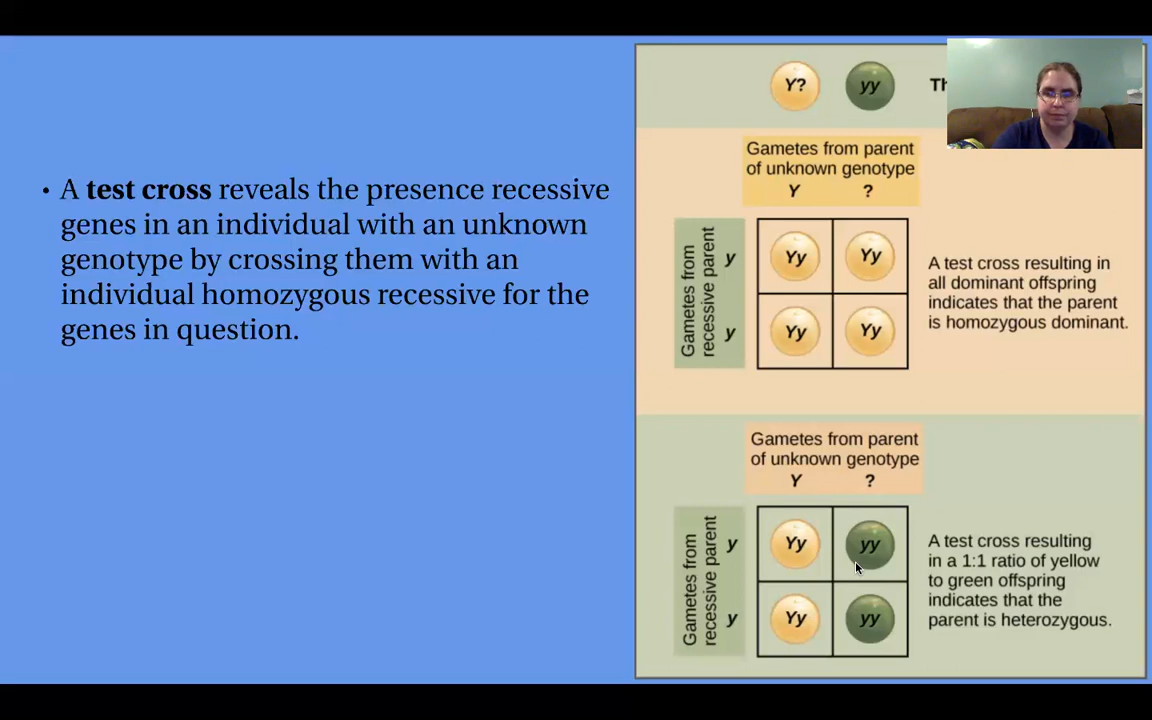 • A test cross reveals the presence recessive
genes in an individual with an unknown
genotype by crossing them with an
individual homozygous recessive for the
genes in question.
Y? yy
Gametes from parent
of unknown genotype
Y ?
Gametes from
recessive parent
y Yy Yy
y Yy Yy
A test cross resulting in
all dominant offspring
indicates that the parent
is homozygous dominant.
Gametes from parent
of unknown genotype
Y ?
Gametes from
recessive parent
y Yy yy
y Yy yy
A test cross resulting
in a 1:1 ratio of yellow
to green offspring
indicates that the
parent is heterozygous.